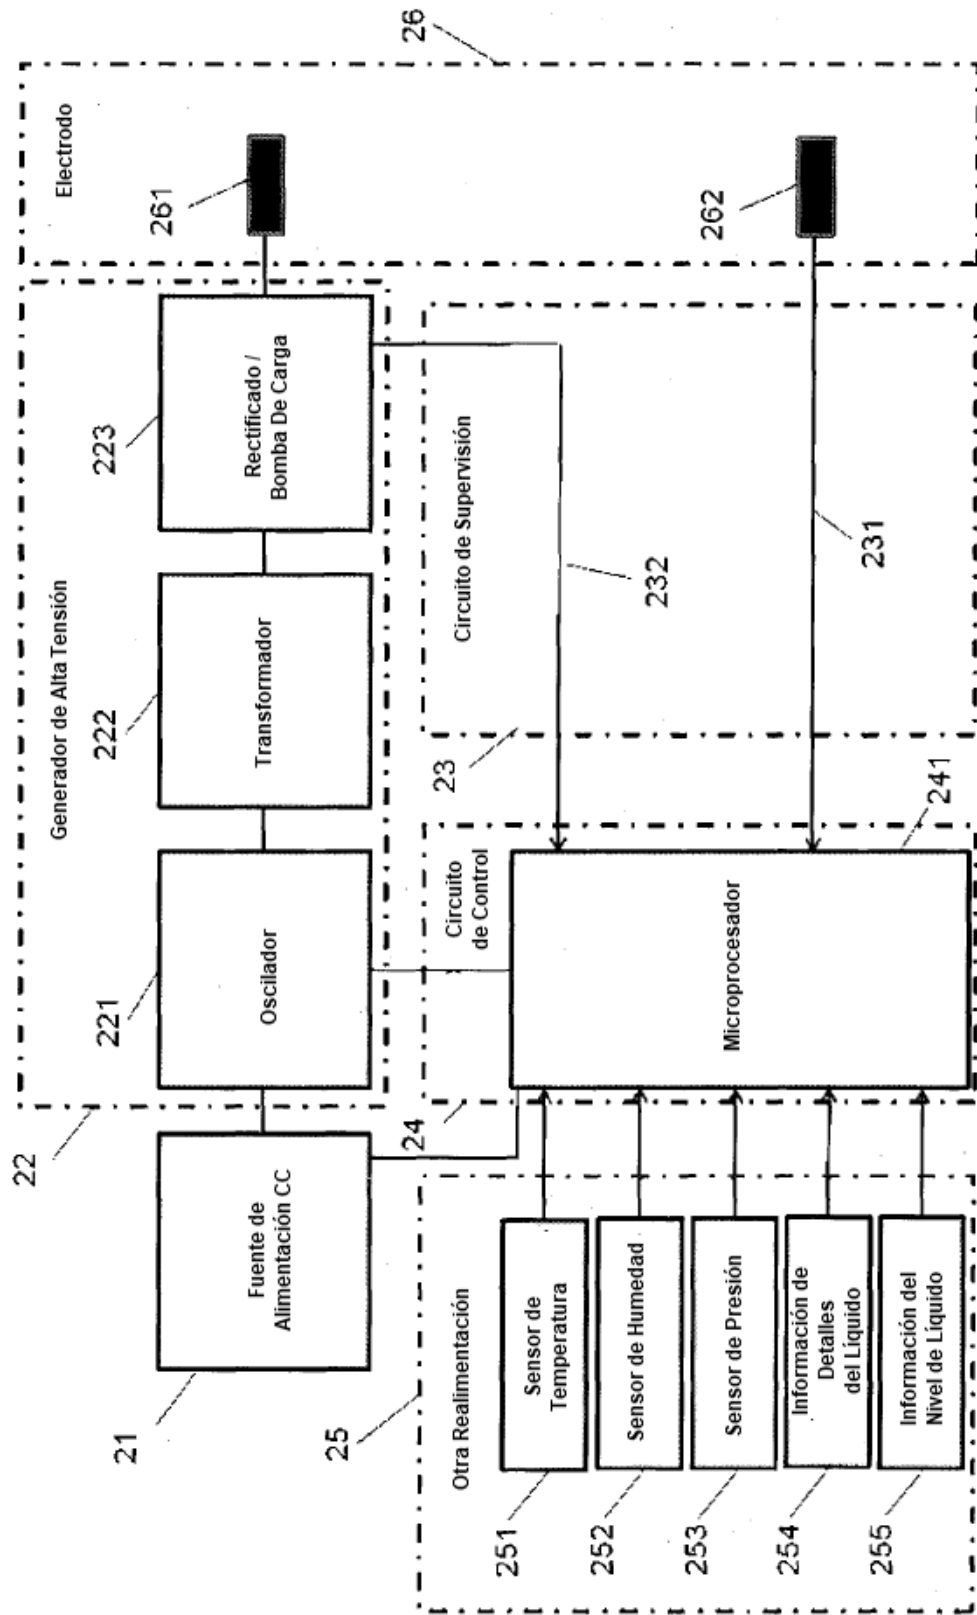 22
221
222
223
261
26
Generador de Alta Tensión
Electrodo
Fuente de
Alimentación CC
Oscilador
Transformador
Rectificado /
Bomba De Carga
21
24
Circuito
de Control
23
Circuito de Supervisión
232
262
25
Otra Realimentación
241
231
251
Sensor de
Temperatura
252
Sensor de Humedad
253
Sensor de Presión
254
Información de
Detalles
del Líquido
255
Información del
Nivel de Líquido
Microprocesador